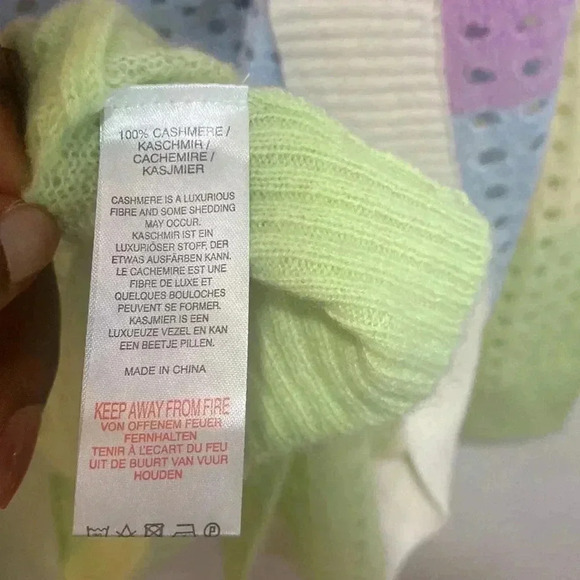 100% CASHMERE /
KASCHMIR /
CACHEMIRE /
KASJMIER
CASHMERE IS A LUXURIOUS
FIBRE AND SOME SHEDDING
MAY OCCUR.
KASCHMIR IST EIN
LUXURIÖSER STOFF, DER
ETWAS AUSFÄRBEN KANN.
LE CACHEMIRE EST UNE
FIBRE DE LUXE ET
QUELQUES BOULOCHES
PEUVENT SE FORMER.
KASJMIER IS EEN
LUXUEUZE VEZEL EN KAN
EEN BEETJE PILLEN.
MADE IN CHINA
KEEP AWAY FROM FIRE
VON OFFENEM FEUER
FERNHALTEN
TENIR À L'ECART DU FEU
UIT DE BUURT VAN VUUR
HOUDEN
P